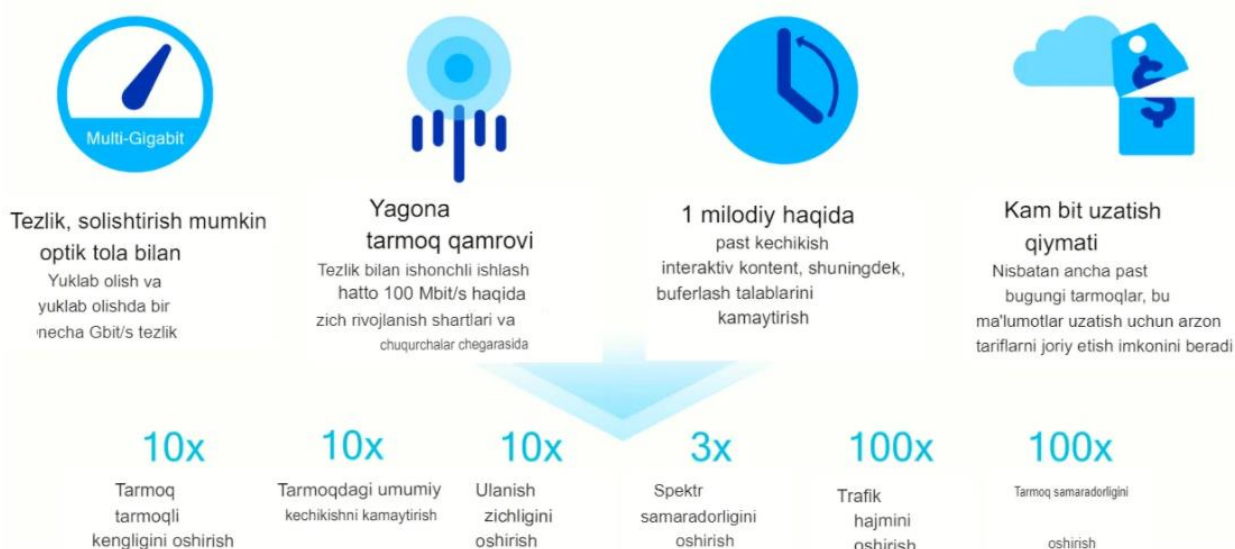 Multi-Gigabit
Tezlik, solishtirish mumkin
optik tola bilan
Yuklab olish va
yuklab olishda bir
necha Gbit/s tezlik
Yagona
tarmoq qamrovi
Tezlik bilan ishonchli ishlash
hatto 100 Mbit/s haqida
zich rivojlanish shartlari va
chuqurchalar chegarasida
1 milodiy haqida
past kechikish
interaktiv kontent, shuningdek,
buferlash talablarini
kamaytirish
Kam bit uzatish
qiymati
Nisbatan ancha past
bugungi tarmoqlar, bu
ma'lumotlar uzatish uchun arzon
tariflarni joriy etish imkonini beradi
10x
Tarmoq
tarmoqli
kengligini oshirish
10x
Tarmoqdagi umumiy
kechikishni kamaytirish
10x
Ulanish
zichligini
oshirish
3x
Spektr
samaradorligini
oshirish
100x
Trafik
hajmini
oshirish
100x
Tarmoq samaradorligini
oshirish